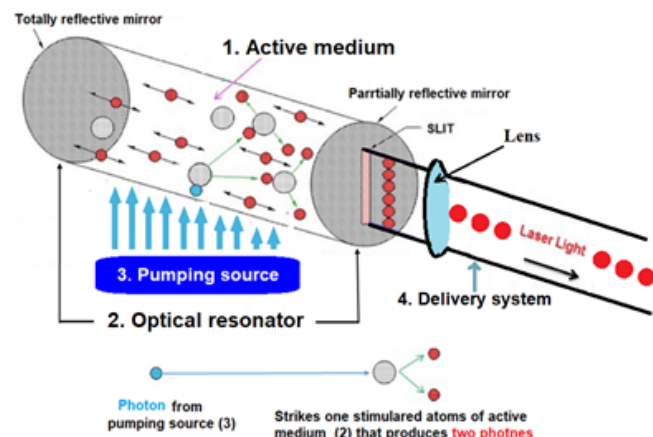 Totally reflective mirror
1. Active medium
Parrtially reflective mirror
SLIT
Lens
Laser Light
3. Pumping source
4. Delivery system
2. Optical resonator
Photon from
pumping source (3)
Strikes one stimulared atoms of active
medium (2) that produces two photnes